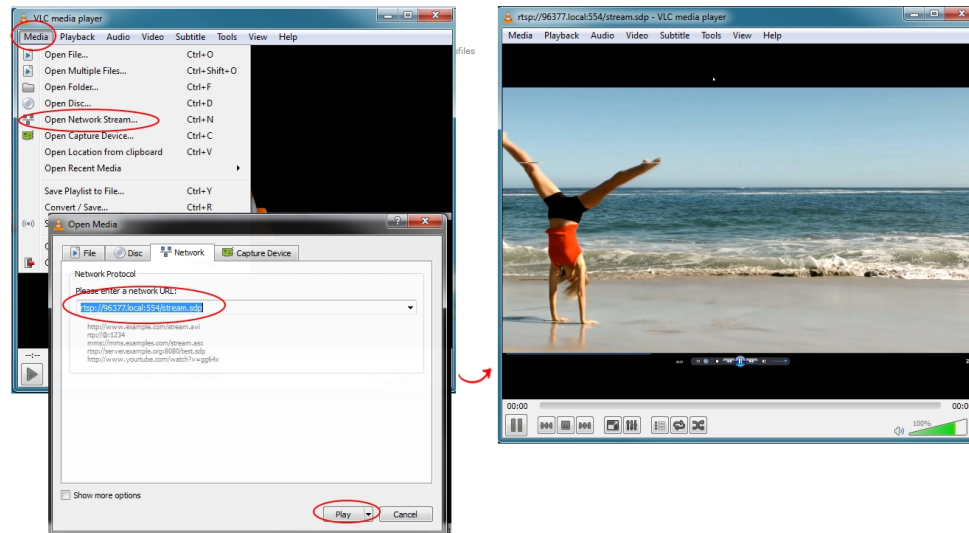 VLC media player
Media Playback Audio Video Subtitle Tools View Help
Open File... Ctrl+O
Open Multiple Files... Ctrl+Shift+O
Open Folder... Ctrl+F
Open Disc... Ctrl+D
Open Network Stream... Ctrl+N
Open Capture Device... Ctrl+C
Open Location from clipboard Ctrl+V
Open Recent Media
Save Playlist to File... Ctrl+Y
Convert / Save... Ctrl+R
S
--:--
Open Media
File Disc Network Capture Device
Network Protocol
Please enter a network URL:
rtsp://96377.local:554/stream.sdp
http://www.example.com/stream.avi
rtp://@:1234
mms://mms.examples.com/stream.asx
rtsp://server.example.org:8080/test.sdp
http://www.yourtube.com/watch?v=gg64x
Show more options
Play Cancel
rtsp://96377.local:554/stream.sdp - VLC media player
Media Playback Audio Video Subtitle Tools View Help
00:00 00:0
100%